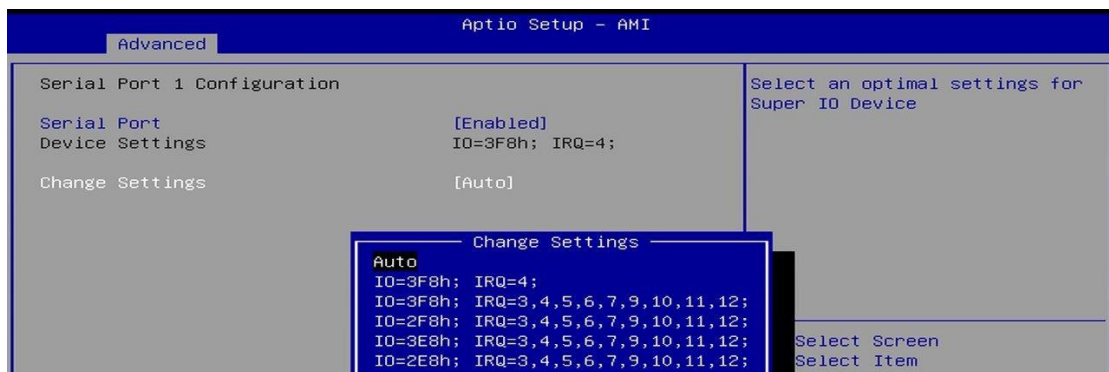 Aptio Setup - AMI
Advanced
Serial Port 1 Configuration
Serial Port [Enabled]
Device Settings IO=3F8h; IRQ=4;
Change Settings [Auto]
Select an optimal settings for
Super IO Device
Change Settings
Auto
IO=3F8h; IRQ=4;
IO=3F8h; IRQ=3,4,5,6,7,9,10,11,12;
IO=2F8h; IRQ=3,4,5,6,7,9,10,11,12;
IO=3E8h; IRQ=3,4,5,6,7,9,10,11,12;
IO=2E8h; IRQ=3,4,5,6,7,9,10,11,12;
Select Screen
Select Item